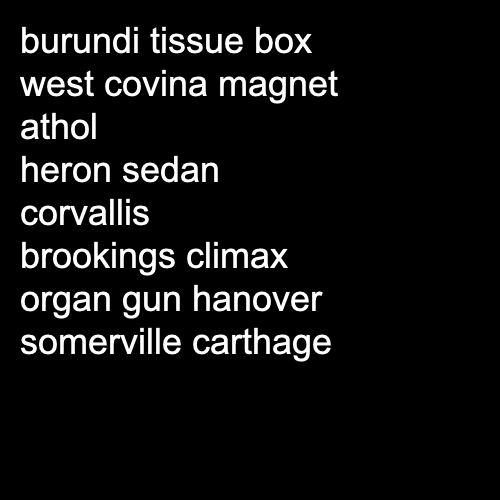 burundi tissue box
west covina magnet
athol
heron sedan
corvallis
brookings climax
organ gun hanover
somerville carthage